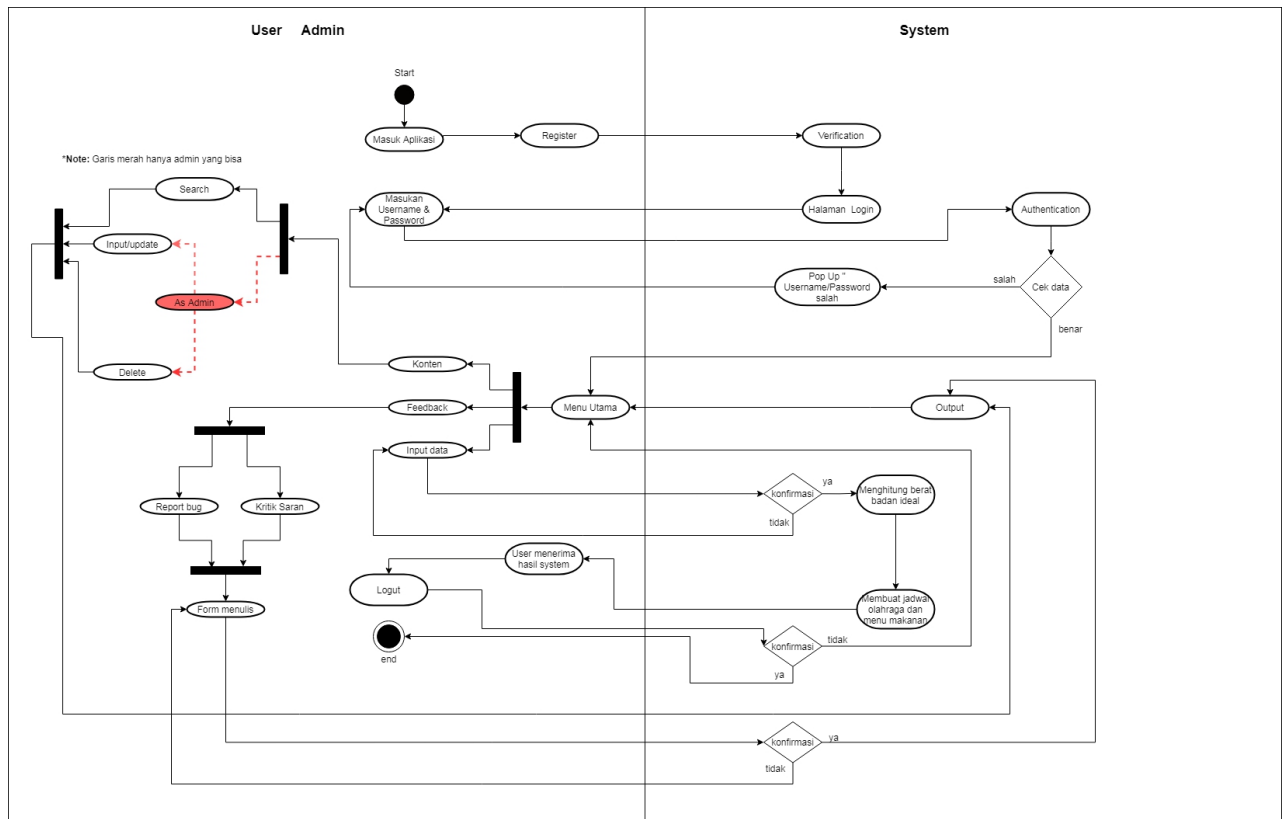 User Admin
System
Start
Masuk Aplikasi
Register
Verification
*Note: Garis merah hanya admin yang bisa
Search
Masukan
Username &
Password
Halaman Login
Authentication
Input/update
As Admin
Pop Up "
Username/Password
salah
salah
Cek data
benar
Delete
Konten
Feedback
Menu Utama
Output
Input data
konfirmasi
ya
tidak
Menghitung berat
badan ideal
Report bug
Kritik Saran
User menerima
hasil system
Logut
Membuat jadwal
olahraga dan
menu makanan
Form menulis
konfirmasi
tidak
ya
end
konfirmasi
ya
tidak